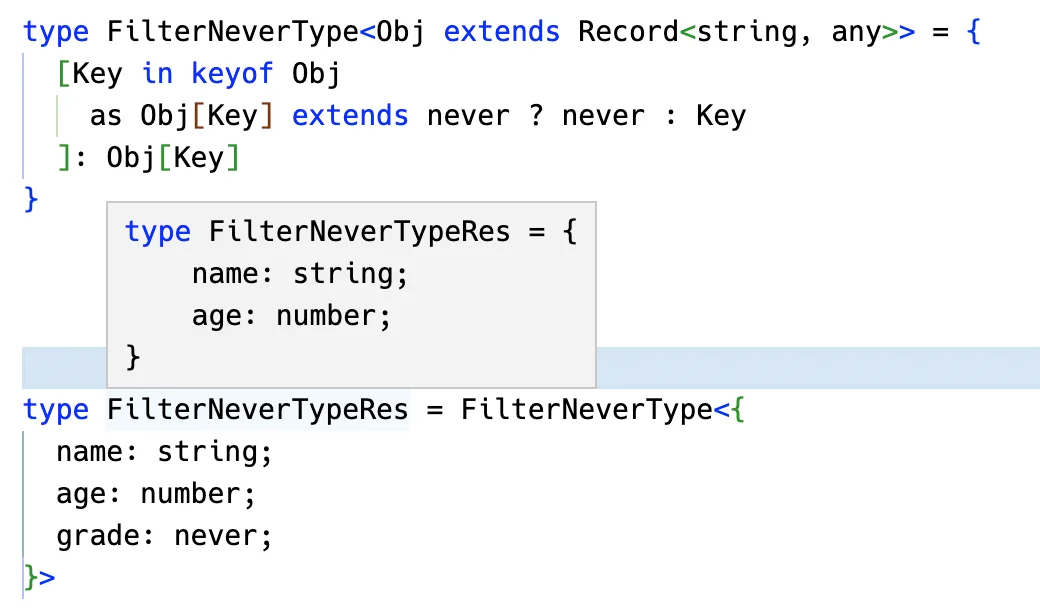 type FilterNeverType<Obj extends Record<string, any>> = {
  [Key in keyof Obj
    as Obj[Key] extends never ? never : Key
  ]: Obj[Key]
}
type FilterNeverTypeRes = {
    name: string;
    age: number;
}
type FilterNeverTypeRes = FilterNeverType<{
  name: string;
  age: number;
  grade: never;
}>